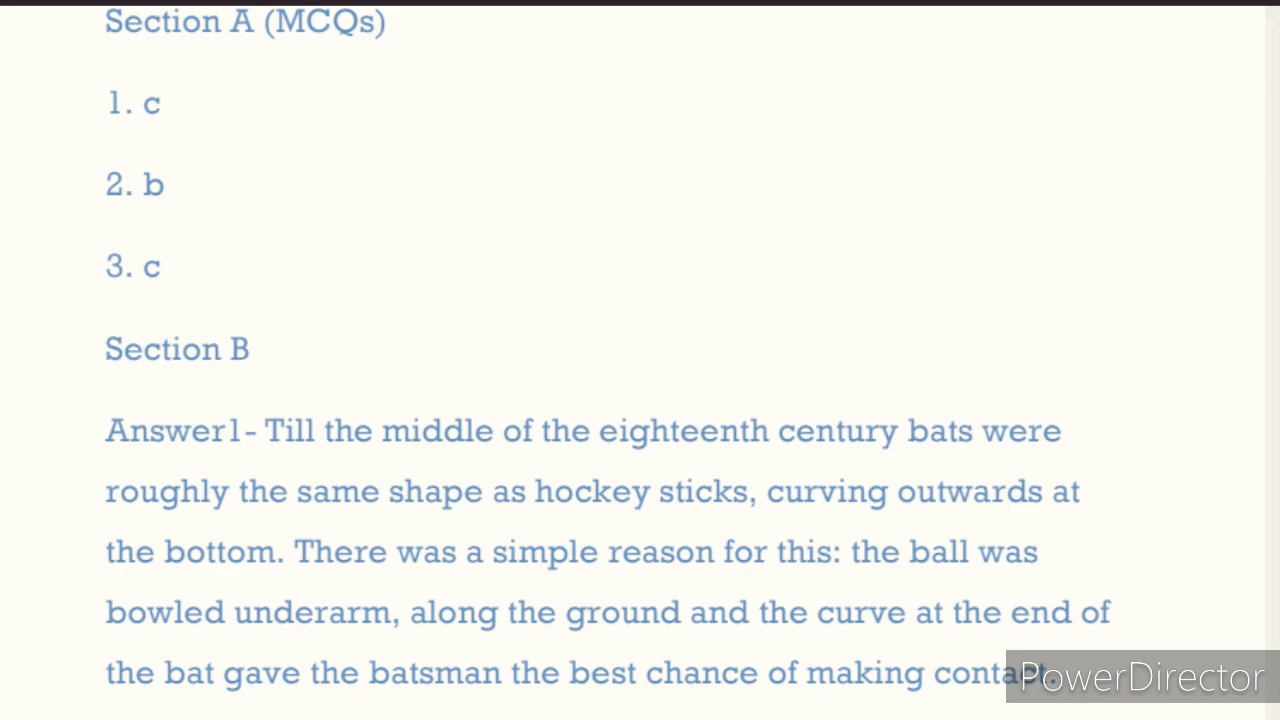 Section A (MCQs)
1. c
2. b
3. c
Section B
Answer1- Till the middle of the eighteenth century bats were
roughly the same shape as hockey sticks, curving outwards at
the bottom. There was a simple reason for this: the ball was
bowled underarm, along the ground and the curve at the end of
the bat gave the batsman the best chance of making contact.
PowerDirector